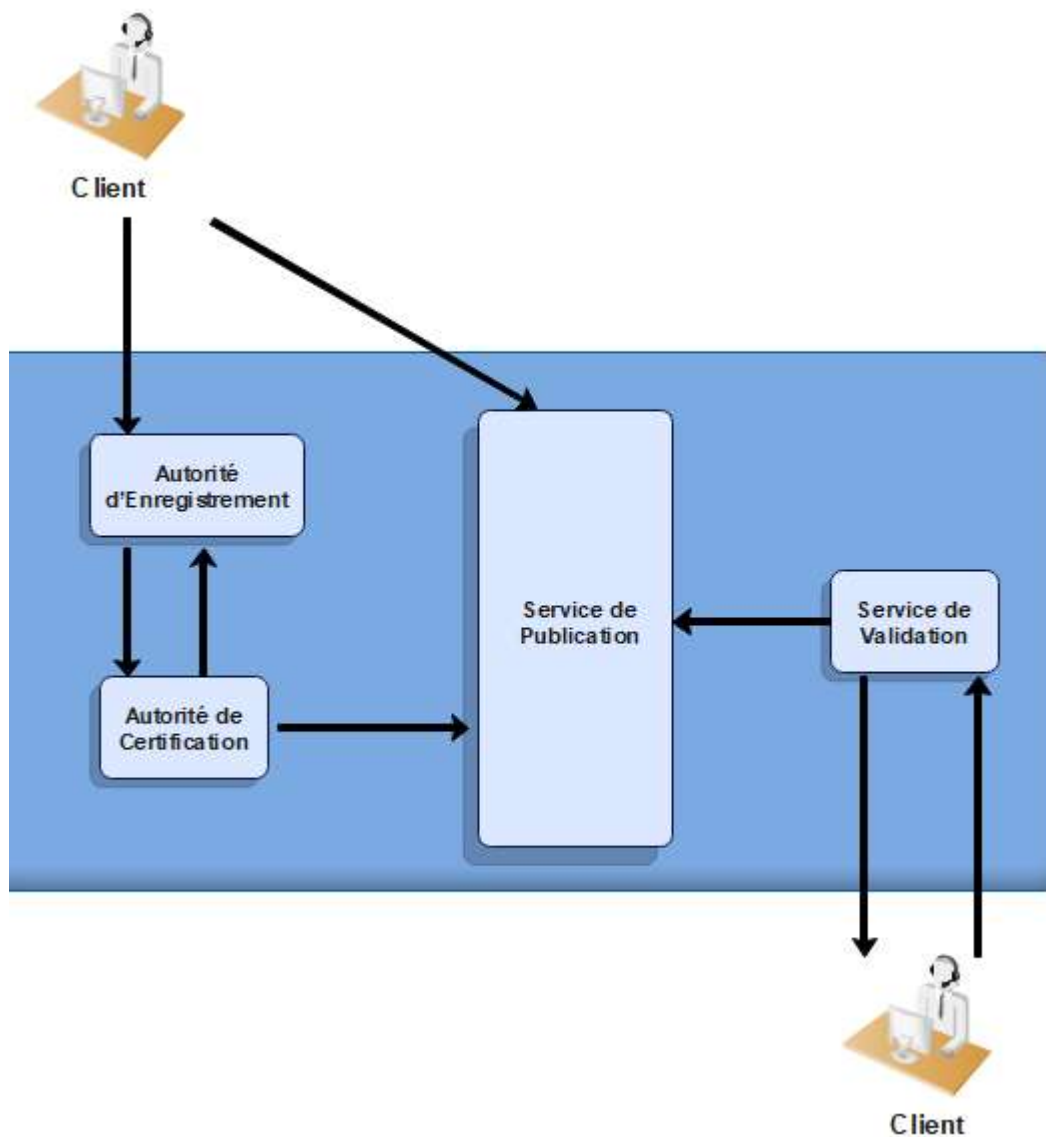 Client
Autorité
d'Enregistrement
Service de
Publication
Service de
Validation
Autorité de
Certification
Client